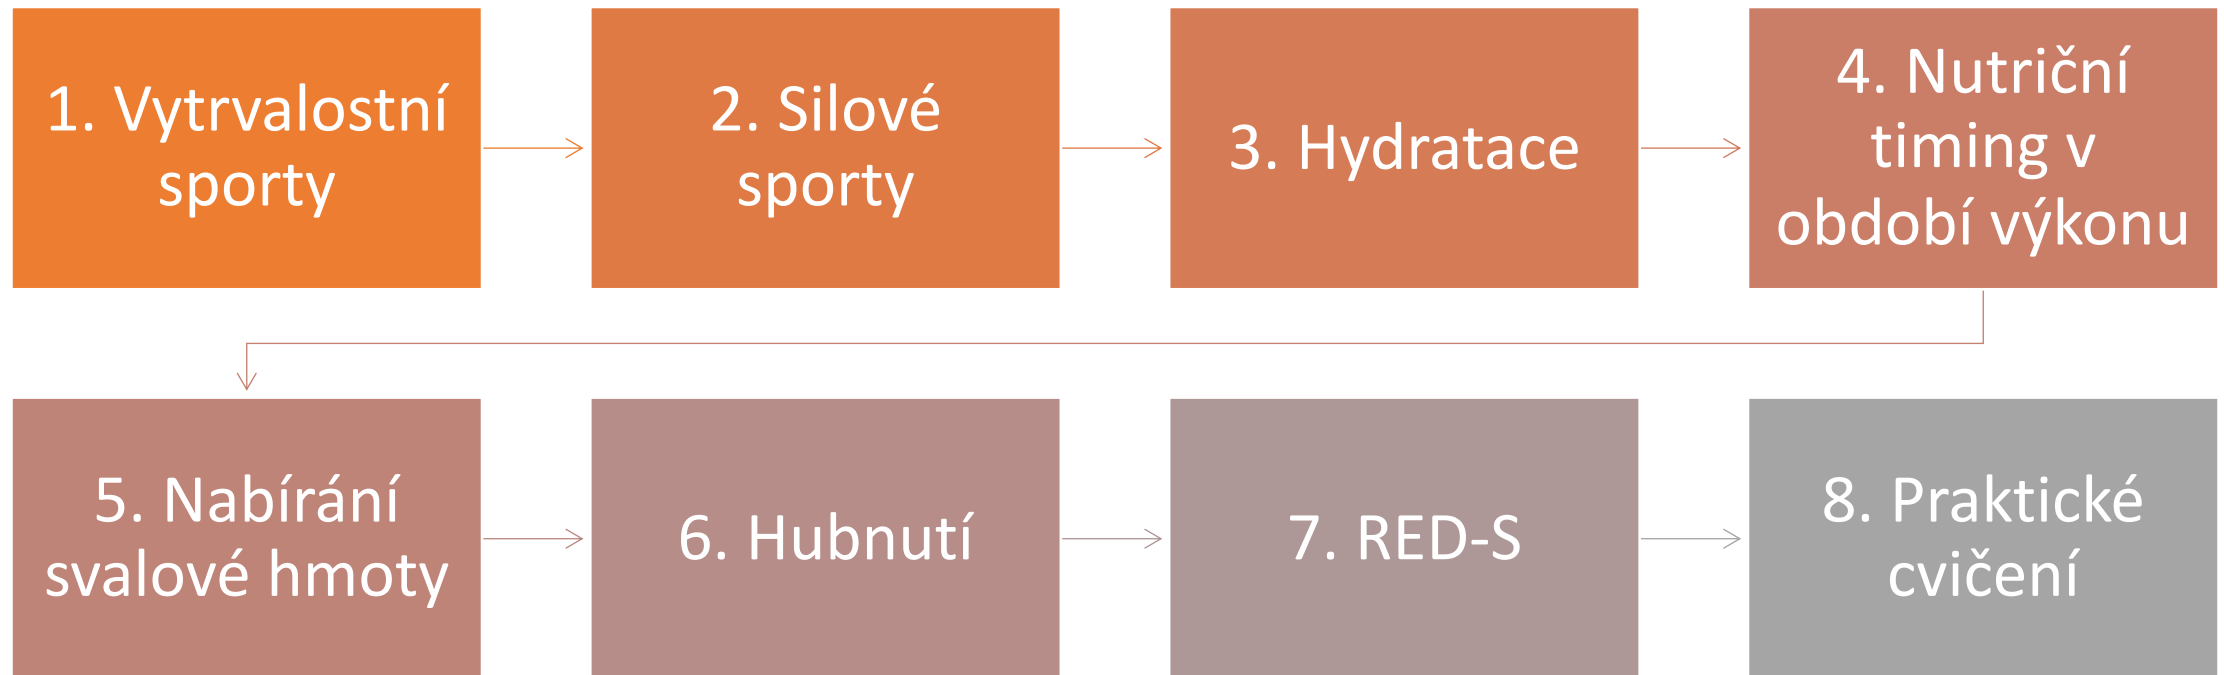 1. Vytrvalostní
sporty
2. Silové
sporty
3. Hydratace
4. Nutriční
timing v
období výkonu
5. Nabírání
svalové hmoty
6. Hubnutí
7. RED-S
8. Praktické
cvičení